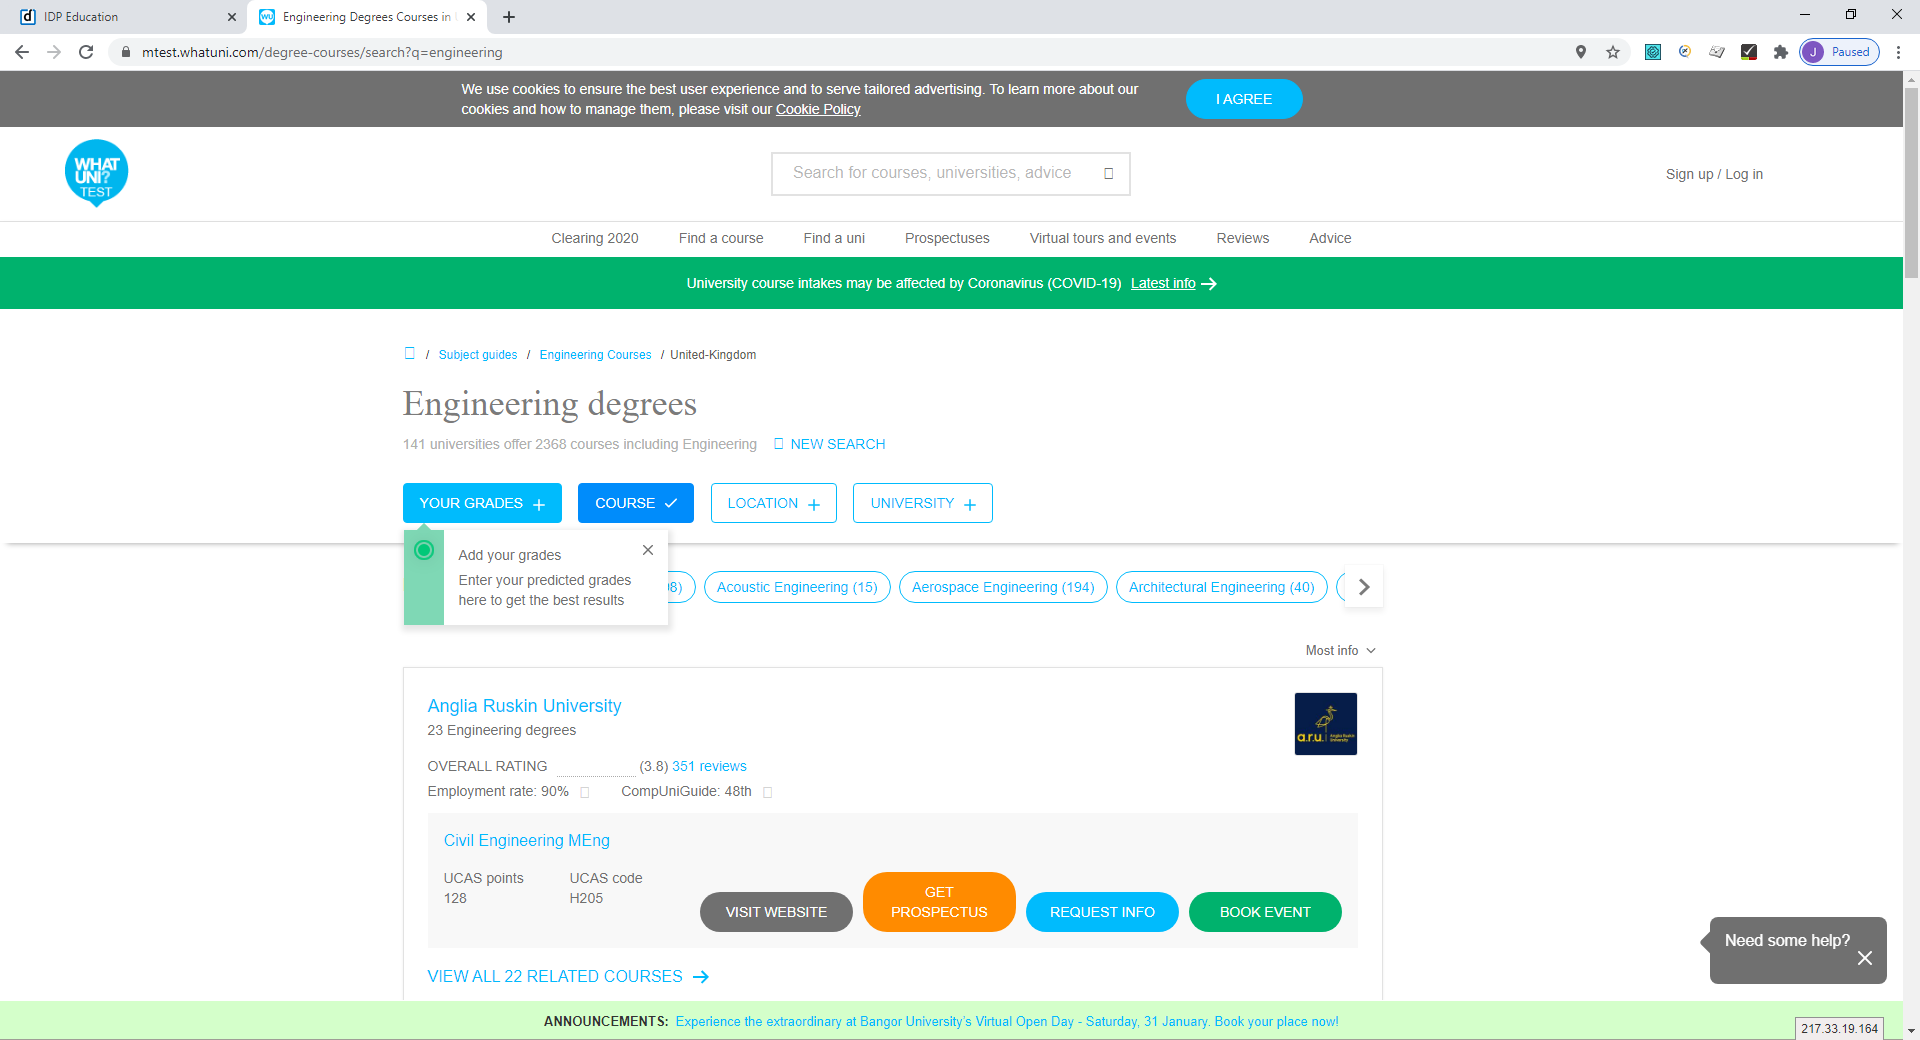 IDP Education
Engineering Degrees Courses in
mtest.whatuni.com/degree-courses/search?q=engineering
J Paused
We use cookies to ensure the best user experience and to serve tailored advertising. To learn more about our
cookies and how to manage them, please visit our Cookie Policy
I AGREE
WHAT
UNI?
TEST
Search for courses, universities, advice
Sign up / Log in
Clearing 2020 Find a course Find a uni Prospectuses Virtual tours and events Reviews Advice
University course intakes may be affected by Coronavirus (COVID-19) Latest info
/ Subject guides / Engineering Courses / United-Kingdom
Engineering degrees
141 universities offer 2368 courses including Engineering NEW SEARCH
YOUR GRADES + COURSE LOCATION + UNIVERSITY +
Add your grades
Enter your predicted grades
here to get the best results
8) Acoustic Engineering (15) Aerospace Engineering (194) Architectural Engineering (40)
Most info
Anglia Ruskin University
23 Engineering degrees
a.r.u. Anglia Ruskin
University
OVERALL RATING (3.8) 351 reviews
Employment rate: 90% CompUniGuide: 48th
Civil Engineering MEng
UCAS points UCAS code
128 H205
VISIT WEBSITE
GET
PROSPECTUS
REQUEST INFO
BOOK EVENT
VIEW ALL 22 RELATED COURSES
Need some help?
ANNOUNCEMENTS: Experience the extraordinary at Bangor University's Virtual Open Day - Saturday, 31 January. Book your place now!
217.33.19.164